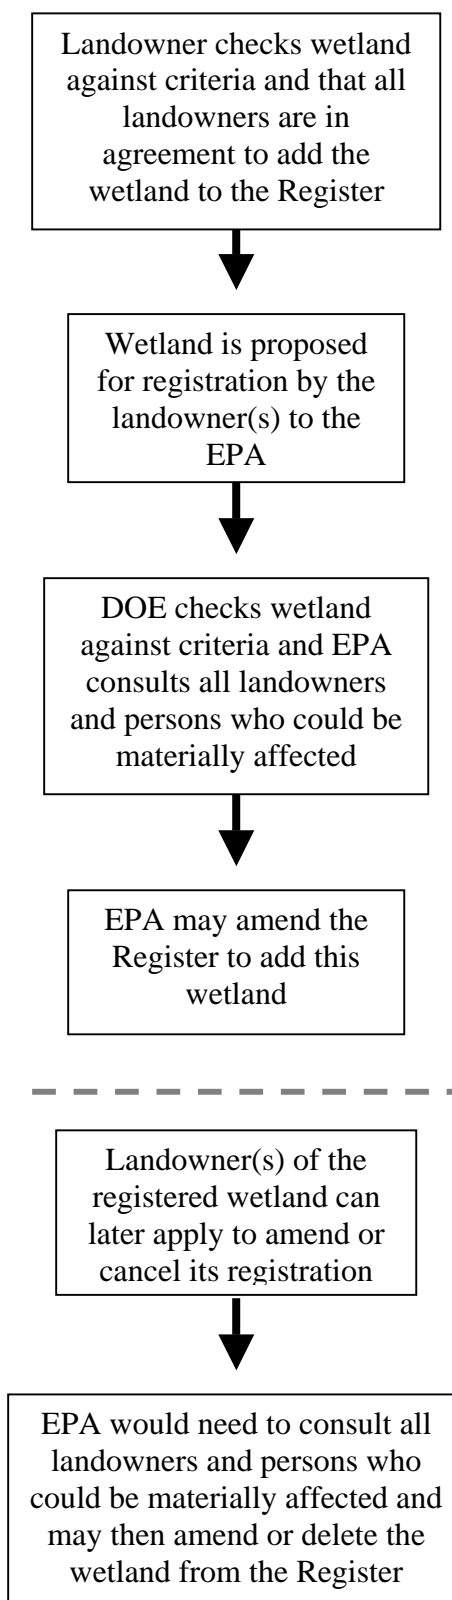 Landowner checks wetland
against criteria and that all
landowners are in
agreement to add the
wetland to the Register
Wetland is proposed
for registration by the
landowner(s) to the
EPA
DOE checks wetland
against criteria and EPA
consults all landowners
and persons who could be
materially affected
EPA may amend the
Register to add this
wetland
Landowner(s) of the
registered wetland can
later apply to amend or
cancel its registration
EPA would need to consult all
landowners and persons who
could be materially affected and
may then amend or delete the
wetland from the Register